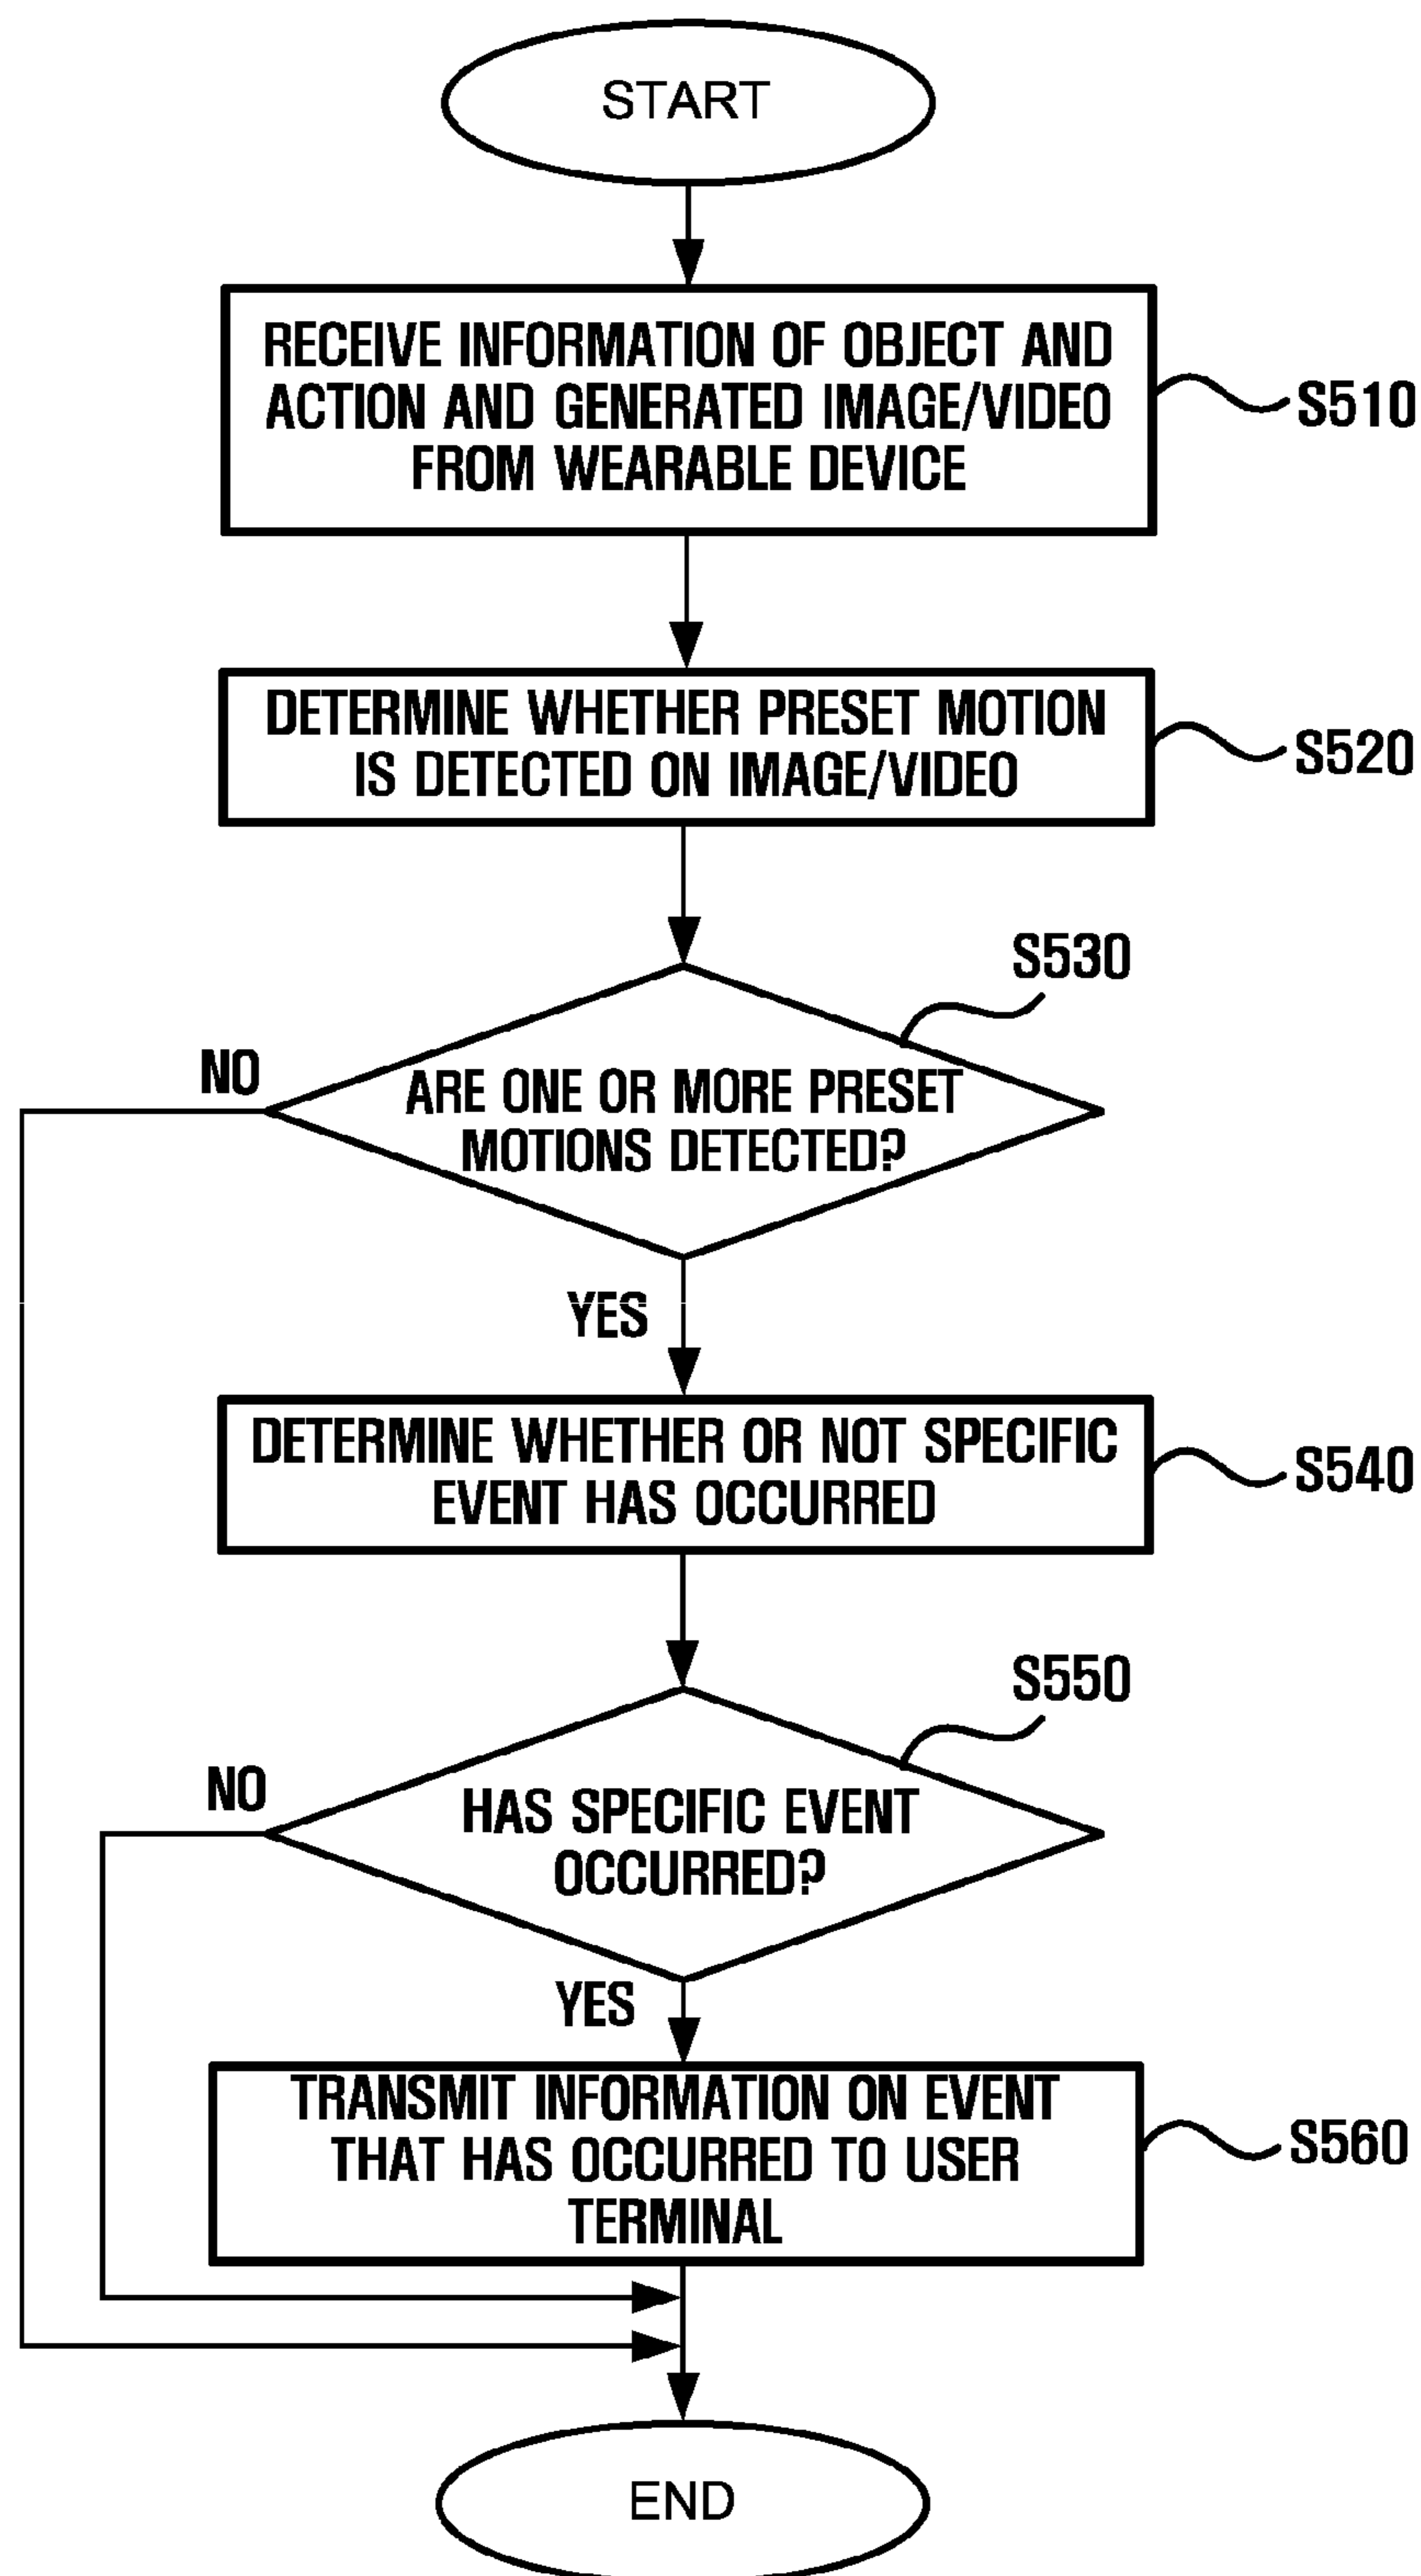 START
RECEIVE INFORMATION OF OBJECT AND
ACTION AND GENERATED IMAGE/VIDEO
FROM WEARABLE DEVICE
S510
DETERMINE WHETHER PRESET MOTION
IS DETECTED ON IMAGE/VIDEO
S520
S530
NO
ARE ONE OR MORE PRESET
MOTIONS DETECTED?
YES
DETERMINE WHETHER OR NOT SPECIFIC
EVENT HAS OCCURRED
S540
S550
NO
HAS SPECIFIC EVENT
OCCURRED?
YES
TRANSMIT INFORMATION ON EVENT
THAT HAS OCCURRED TO USER
TERMINAL
S560
END